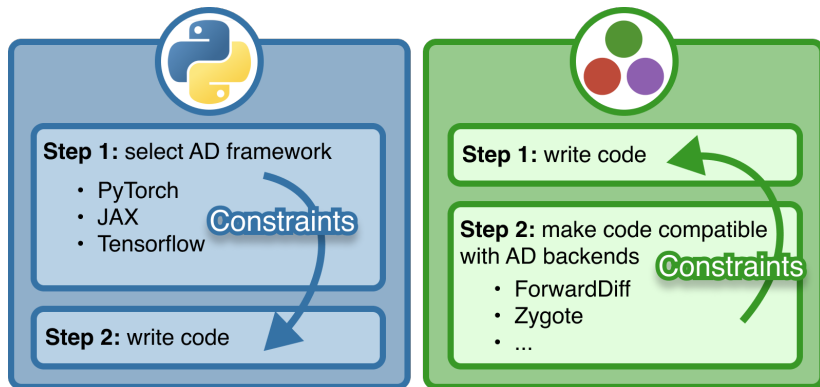 Step 1: select AD framework
• PyTorch
• JAX
• Tensorflow
Constraints
Step 2: write code
Step 1: write code
Step 2: make code compatible
with AD backends
Constraints
• ForwardDiff
• Zygote
• ...